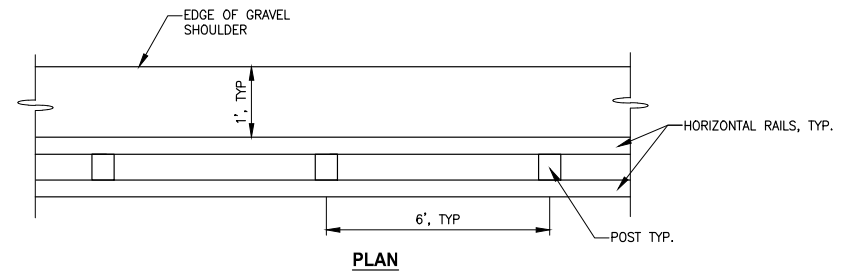 EDGE OF GRAVEL
SHOULDER
1', TYP
HORIZONTAL RAILS, TYP.
6', TYP
POST TYP.
PLAN